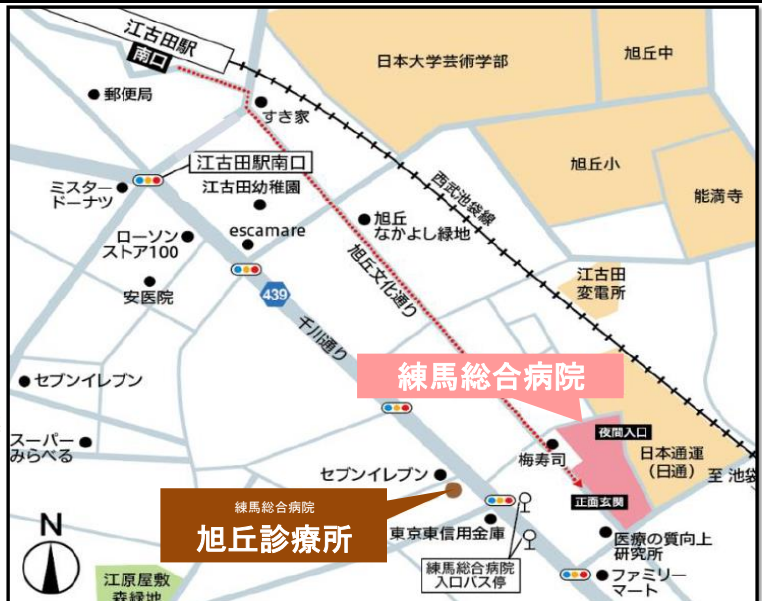 江古田駅
南口
日本大学芸術学部
旭丘中
郵便局
すき家
江古田駅南口
ミスター
ドーナツ
江古田幼稚園
旭丘小
能満寺
西武池袋線
ローソン
ストア100
escamare
旭丘
なかよし緑地
旭丘文化通り
安医院
439
千川通り
江古田
変電所
練馬総合病院
セブンイレブン
スーパー
みらべる
夜間入口
日本通運
(日通)
至 池袋
梅寿司
セブンイレブン
正面玄関
練馬総合病院
旭丘診療所
東京東信用金庫
医療の質向上
研究所
練馬総合病院
入口バス停
ファミリー
マート
N
江原屋敷
森緑地